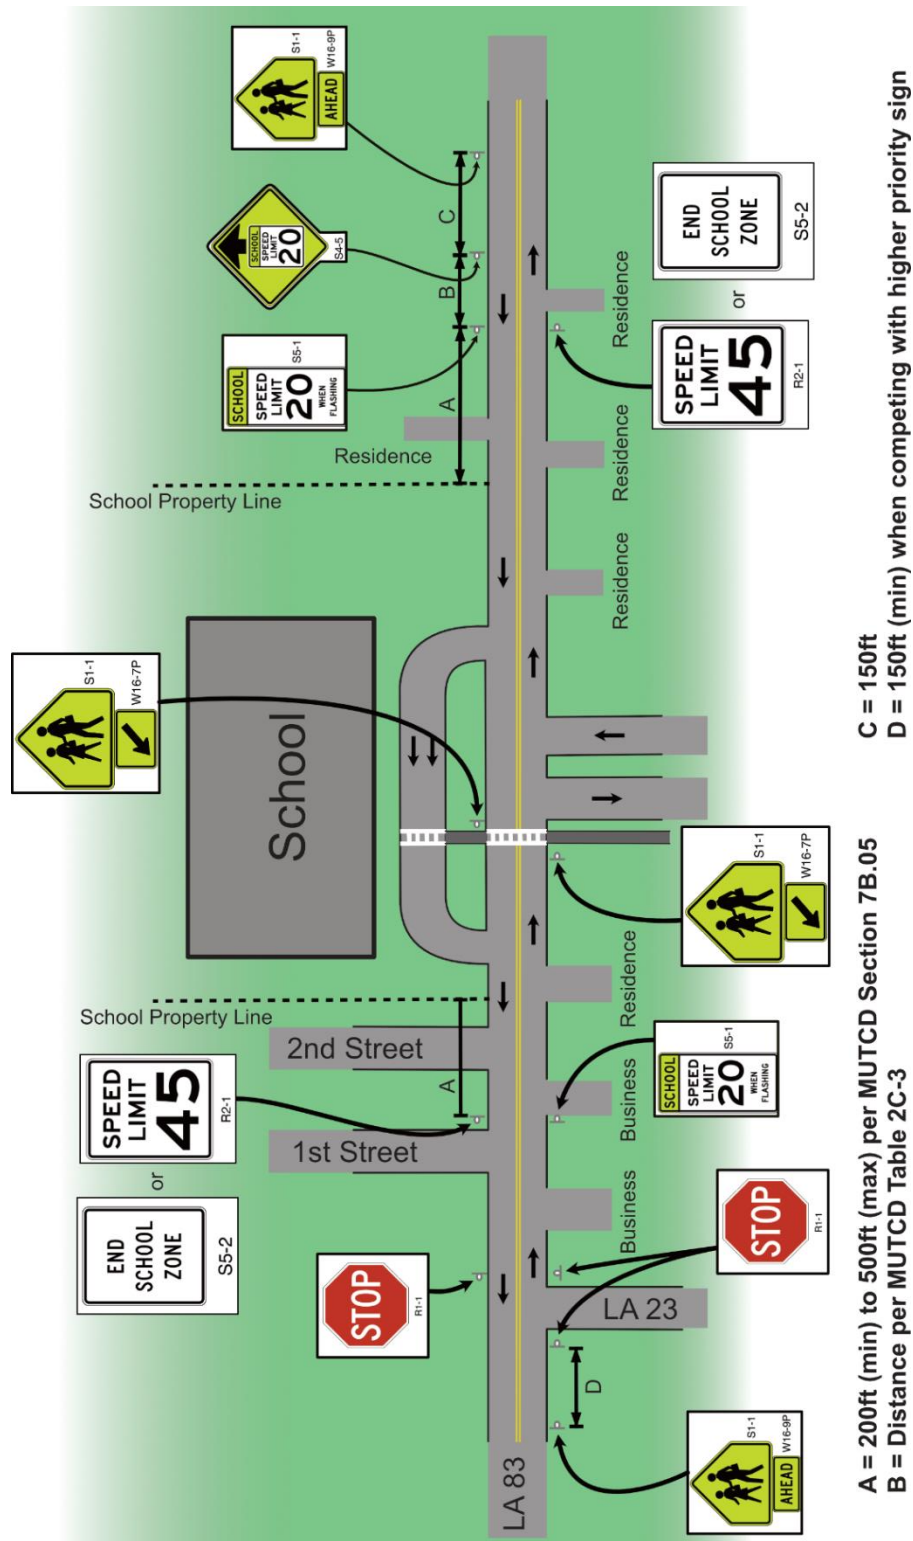 S1-1
W16-7P
END
SCHOOL
ZONE
S5-2
or
SPEED
LIMIT
45
R2-1
School Property Line
School Property Line
S1-1
AHEAD
W16-9P
SCHOOL
SPEED
LIMIT
20
S4-5
SCHOOL
SPEED
LIMIT
20
WHEN
FLASHING
S5-1
School
1st Street
2nd Street
STOP
R1-1
Residence
A
A
B
C
LA 83
LA 23
D
Business
Business
Residence
Residence
Residence
Residence
S1-1
AHEAD
W16-9P
STOP
R1-1
SCHOOL
SPEED
LIMIT
20
WHEN
FLASHING
S5-1
S1-1
W16-7P
SPEED
LIMIT
45
R2-1
or
END
SCHOOL
ZONE
S5-2
A = 200ft (min) to 500ft (max) per MUTCD Section 7B.05
B = Distance per MUTCD Table 2C-3
C = 150ft
D = 150ft (min) when competing with higher priority sign